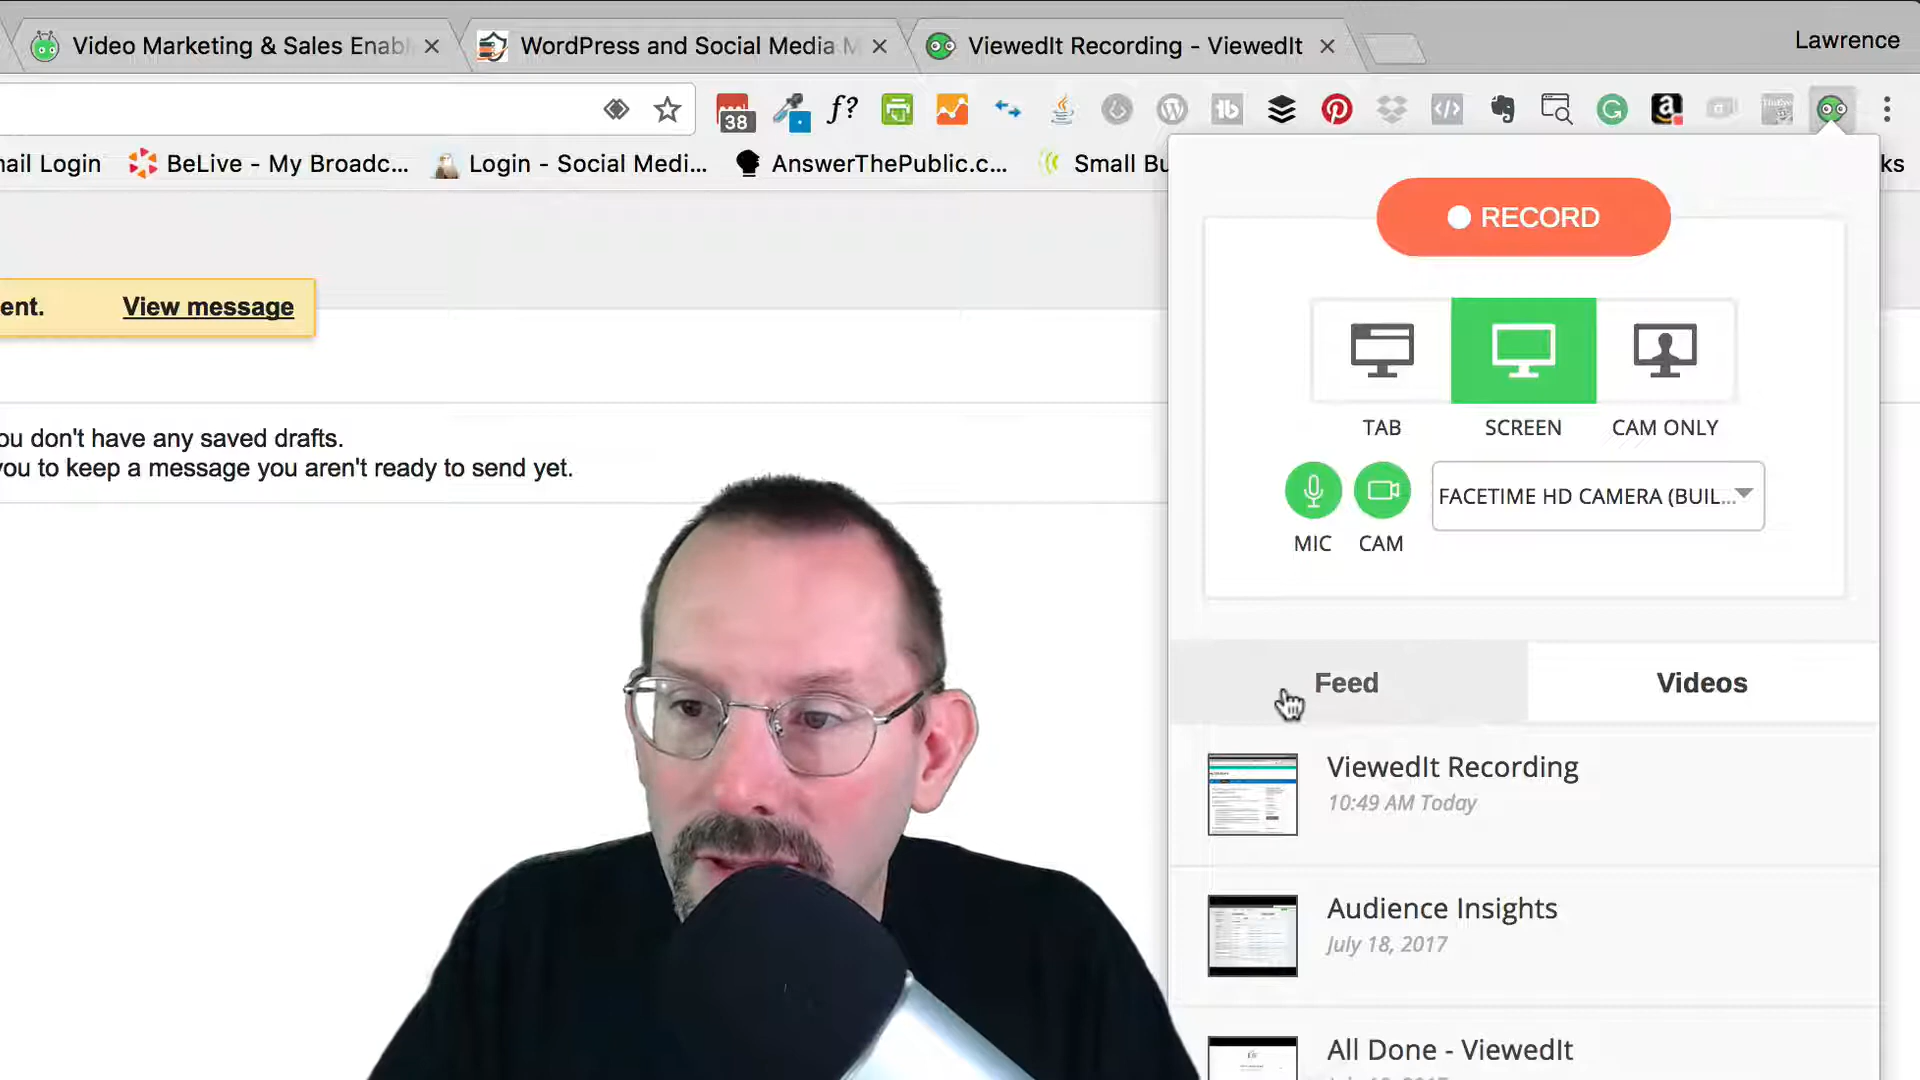 Video Marketing & Sales Enabl
WordPress and Social Media M
ViewedIt Recording - ViewedIt
Lawrence
38
f?
nail Login
BeLive - My Broadc...
Login - Social Medi...
AnswerThePublic.c...
Small Bu
ks
RECORD
ent.
View message
TAB
SCREEN
CAM ONLY
ou don't have any saved drafts.
you to keep a message you aren't ready to send yet.
FACETIME HD CAMERA (BUIL...
MIC
CAM
Feed
Videos
ViewedIt Recording
10:49 AM Today
Audience Insights
July 18, 2017
All Done - ViewedIt